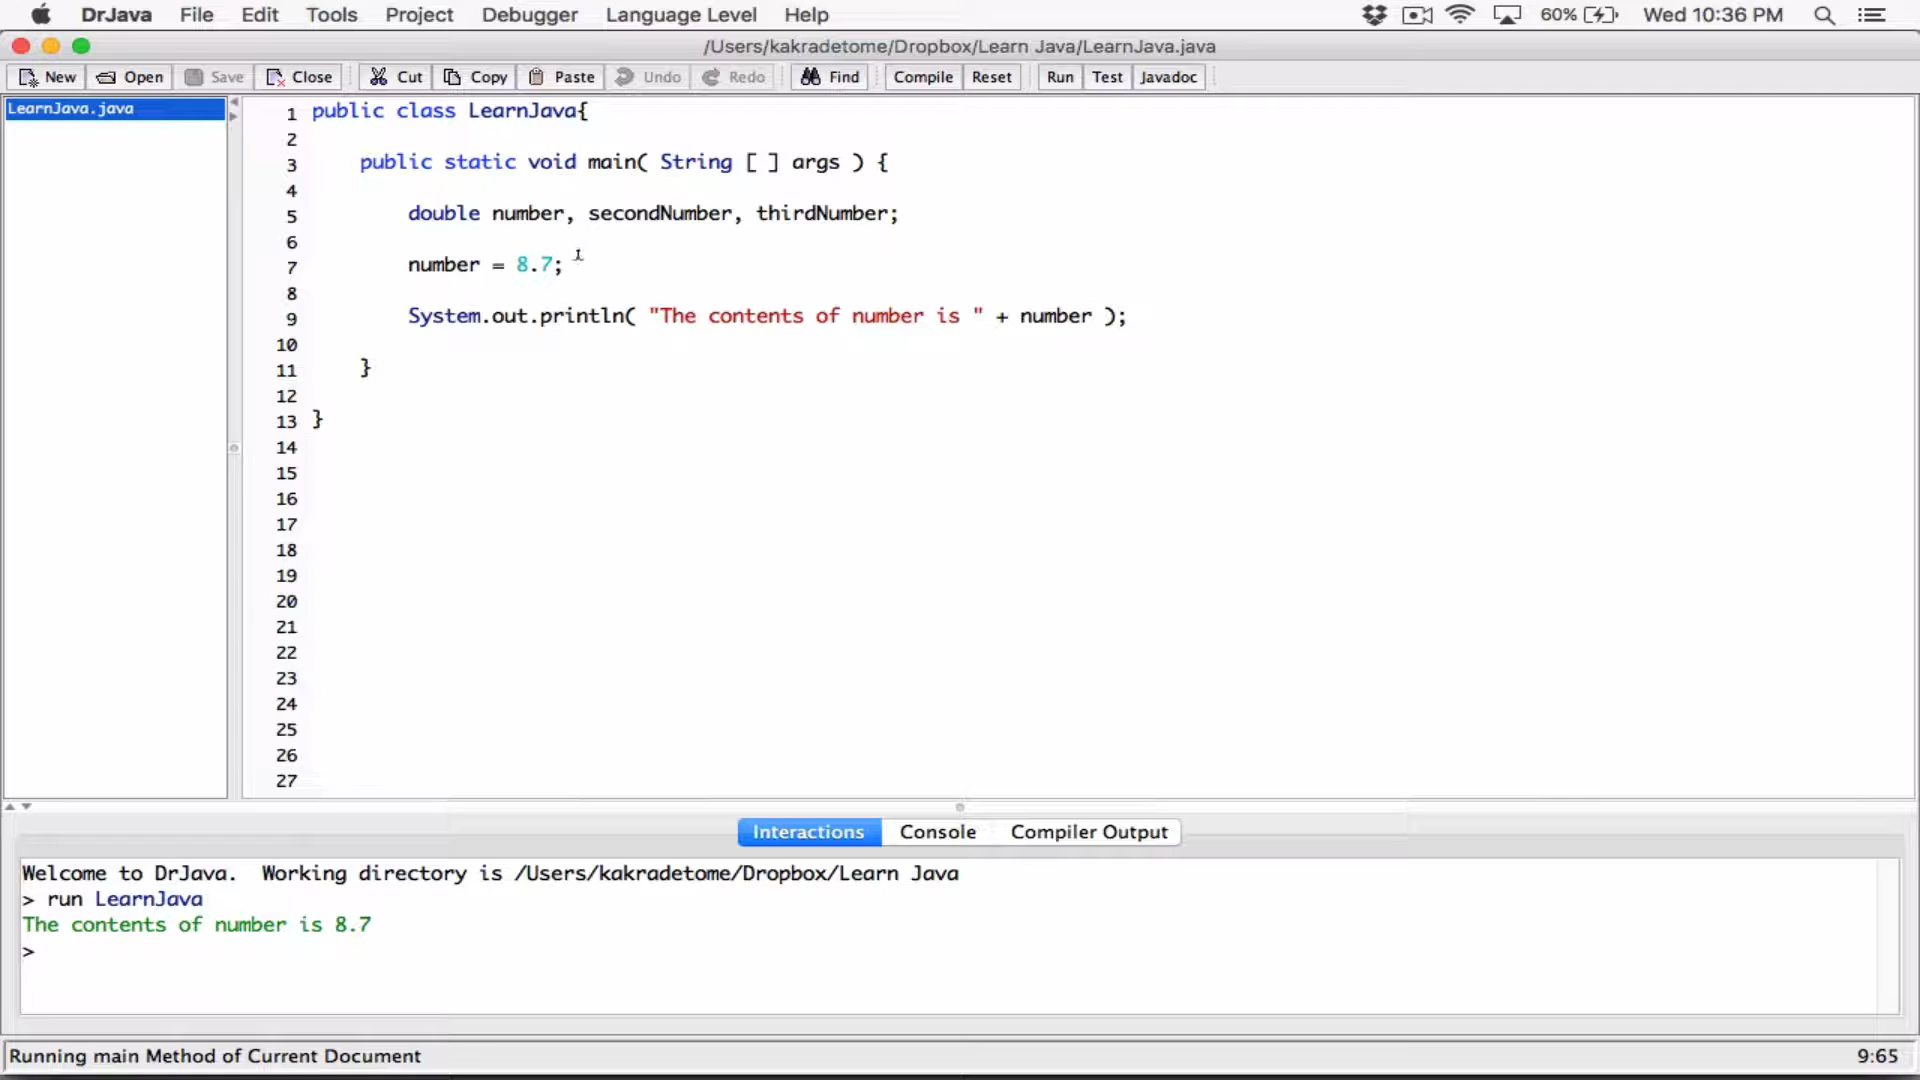 DrJava File Edit Tools Project Debugger Language Level Help 60% Wed 10:36 PM
/Users/kakradetome/Dropbox/Learn Java/LearnJava.java
New Open Save Close Cut Copy Paste Undo Redo Find Compile Reset Run Test Javadoc
LearnJava.java
1 public class LearnJava{
2
3 public static void main( String [ ] args ) {
4
5 double number, secondNumber, thirdNumber;
6
7 number = 8.7;
8
9 System.out.println( "The contents of number is " + number );
10
11 }
12
13 }
14
15
16
17
18
19
20
21
22
23
24
25
26
27
Interactions Console Compiler Output
Welcome to DrJava.  Working directory is /Users/kakradetome/Dropbox/Learn Java
> run LearnJava
The contents of number is 8.7
>
Running main Method of Current Document 9:65